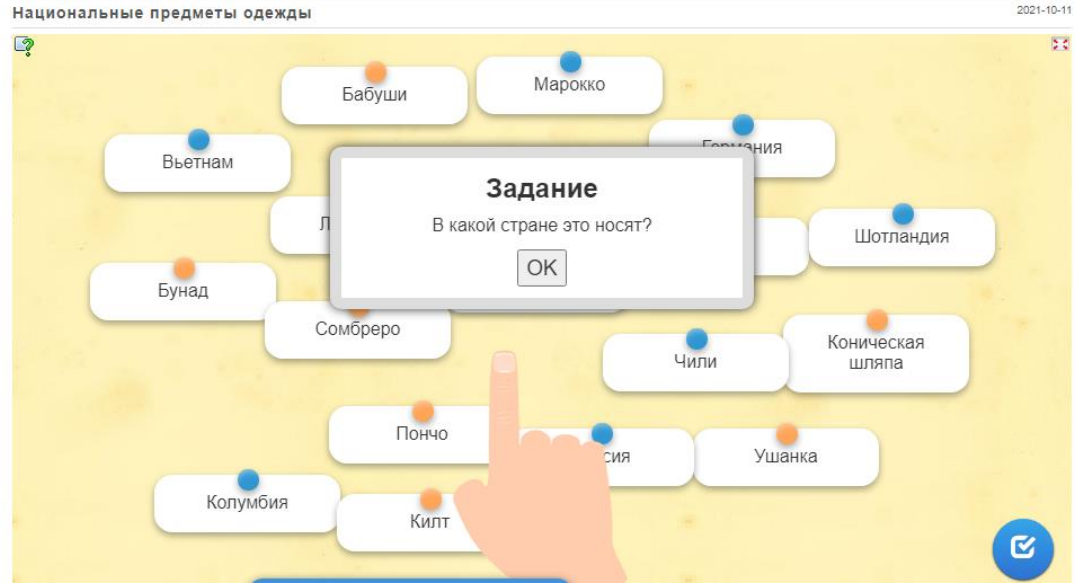 Национальные предметы одежды
2021-10-11
Бабуши
Марокко
Вьетнам
Задание
В какой стране это носят?
OK
Шотландия
Бунад
Сомбреро
Чили
Коническая
шляпа
Пончо
Ушанка
Колумбия
Килт